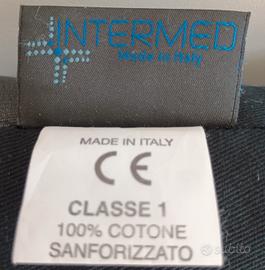 INTERMED
Made in Italy
MADE IN ITALY
CE
CLASSE 1
100% COTONE
SANFORIZZATO
subito